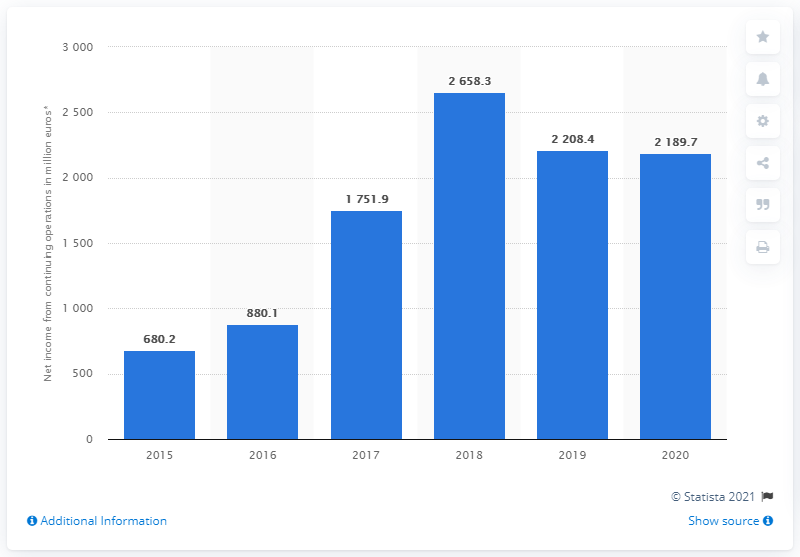 3 000
2 500
2 000
1 500
1 000
500
0
Net income from continuing operations in million euros*
680.2
880.1
1 751.9
2 658.3
2 208.4
2 189.7
2015 2016 2017 2018 2019 2020
© Statista 2021
Additional Information
Show source